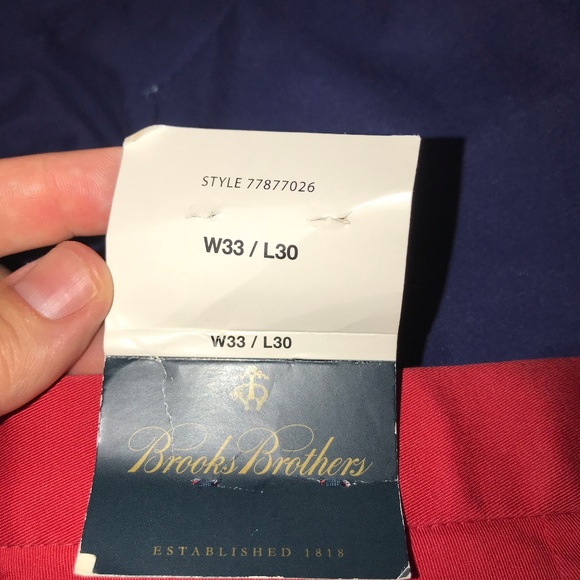 STYLE 77877026
W33 / L30
W33 / L30
Brooks Brothers
ESTABLISHED 1818